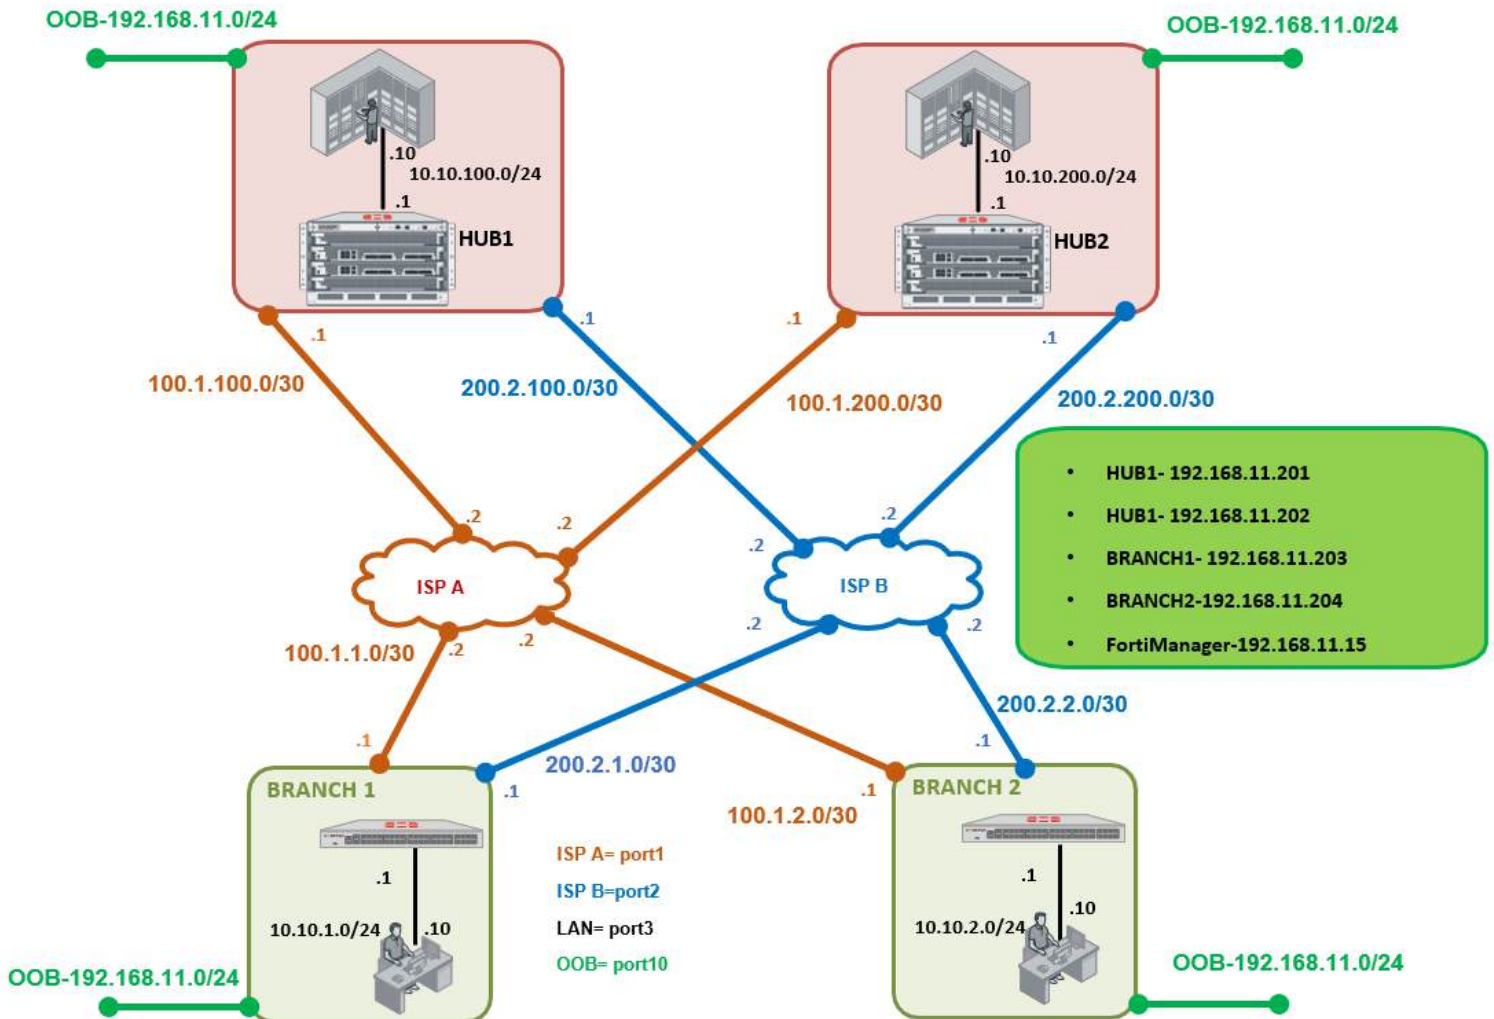 OOB-192.168.11.0/24
OOB-192.168.11.0/24
.10
10.10.100.0/24
.1
HUB1
.10
10.10.200.0/24
.1
HUB2
.1
.1
.1
.1
100.1.100.0/30
200.2.100.0/30
100.1.200.0/30
200.2.200.0/30
• HUB1- 192.168.11.201
• HUB1- 192.168.11.202
• BRANCH1- 192.168.11.203
• BRANCH2-192.168.11.204
• FortiManager-192.168.11.15
.2
.2
.2
.2
ISP A
ISP B
.2
.2
.2
.2
100.1.1.0/30
200.2.2.0/30
.1
.1
200.2.1.0/30
.1
.1
100.1.2.0/30
BRANCH 1
.1
10.10.1.0/24
.10
BRANCH 2
.1
10.10.2.0/24
.10
ISP A= port1
ISP B=port2
LAN= port3
OOB= port10
OOB-192.168.11.0/24
OOB-192.168.11.0/24